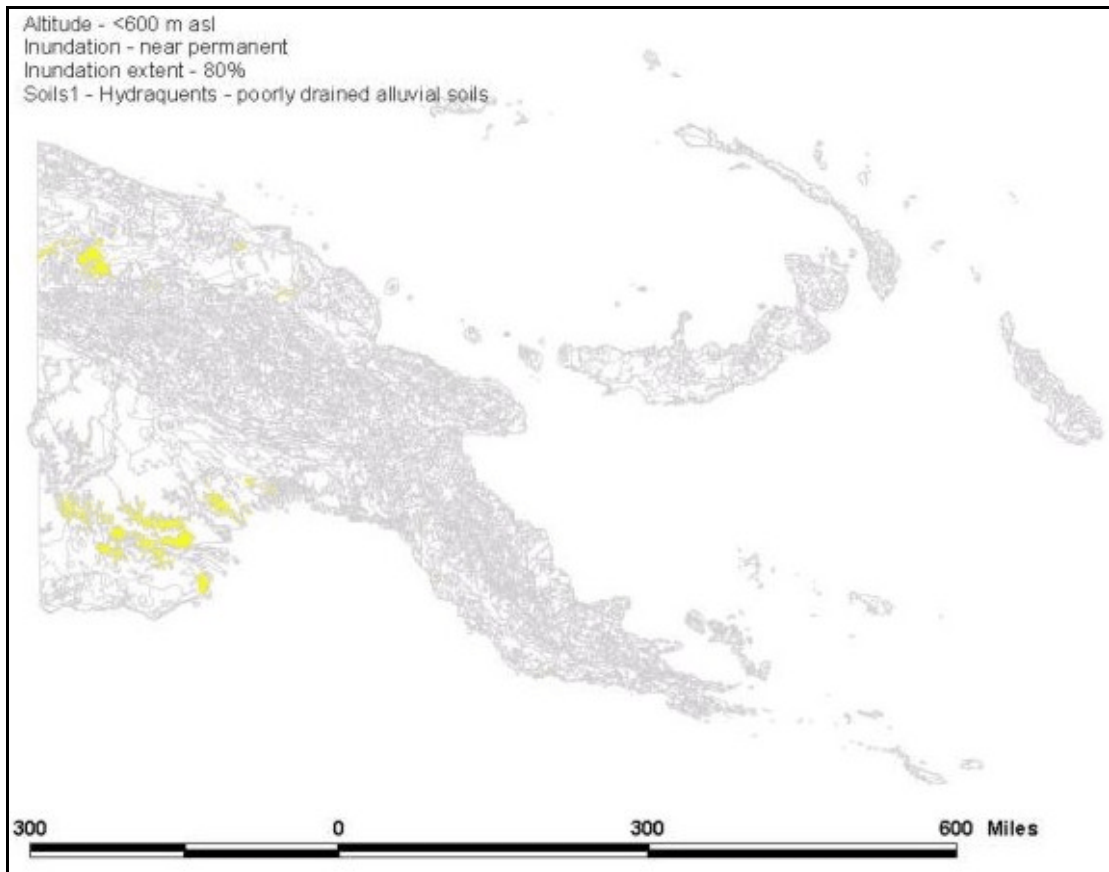 Altitude - <600 m asl
Inundation - near permanent
Inundation extent - 80%
Soils1 - Hydraquents - poorly drained alluvial soils
300 0 300 600 Miles